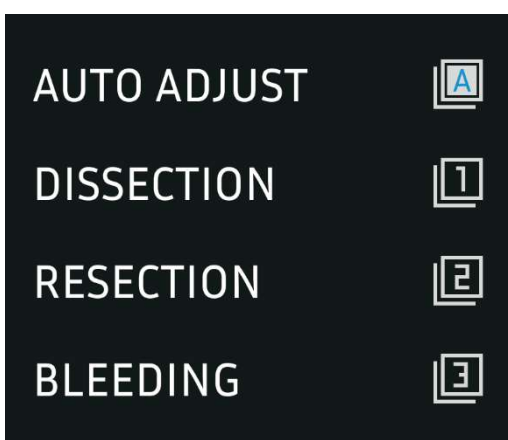 AUTO ADJUST A
DISSECTION 1
RESECTION 2
BLEEDING 3